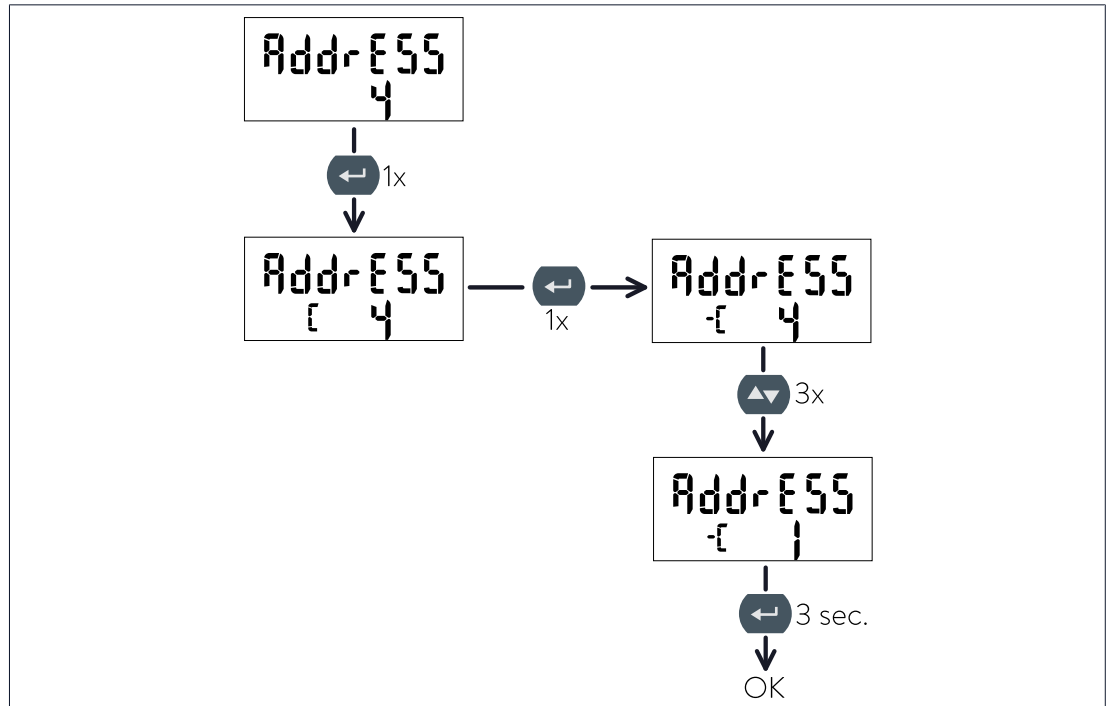 AddrESS
4
1x
AddrESS
[ 4
1x
AddrESS
-[ 4
3x
AddrESS
-[ 1
3 sec.
OK